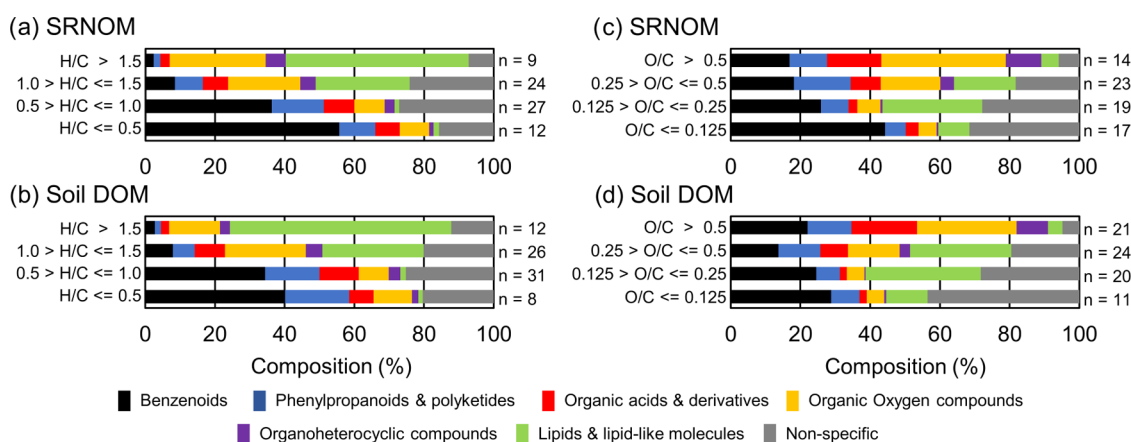 (a) SRNOM
H/C > 1.5
n = 9
1.0 > H/C <= 1.5
n = 24
0.5 > H/C <= 1.0
n = 27
H/C <= 0.5
n = 12
0 20 40 60 80 100
(b) Soil DOM
H/C > 1.5
n = 12
1.0 > H/C <= 1.5
n = 26
0.5 > H/C <= 1.0
n = 31
H/C <= 0.5
n = 8
0 20 40 60 80 100
Composition (%)
(c) SRNOM
O/C > 0.5
n = 14
0.25 > O/C <= 0.5
n = 23
0.125 > O/C <= 0.25
n = 19
O/C <= 0.125
n = 17
0 20 40 60 80 100
(d) Soil DOM
O/C > 0.5
n = 21
0.25 > O/C <= 0.5
n = 24
0.125 > O/C <= 0.25
n = 20
O/C <= 0.125
n = 11
0 20 40 60 80 100
Composition (%)
Benzenoids Phenylpropanoids & polyketides Organic acids & derivatives Organic Oxygen compounds
Organoheterocyclic compounds Lipids & lipid-like molecules Non-specific